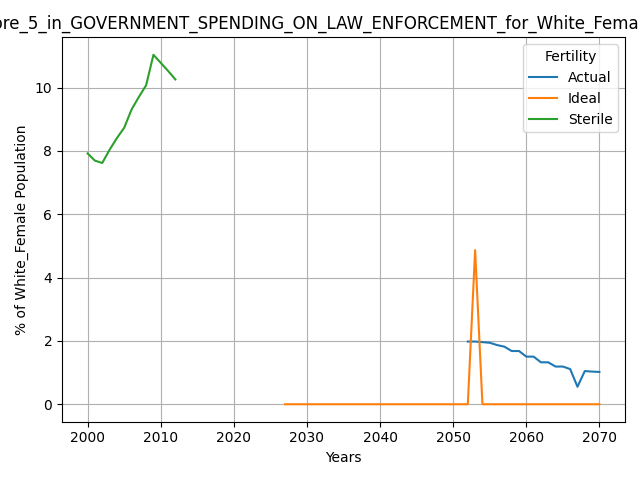 ore_5_in_GOVERNMENT_SPENDING_ON_LAW_ENFORCEMENT_for_White_Fema
Fertility
Actual
Ideal
Sterile
% of White_Female Population
10
8
6
4
2
0
2000 2010 2020 2030 2040 2050 2060 2070
Years